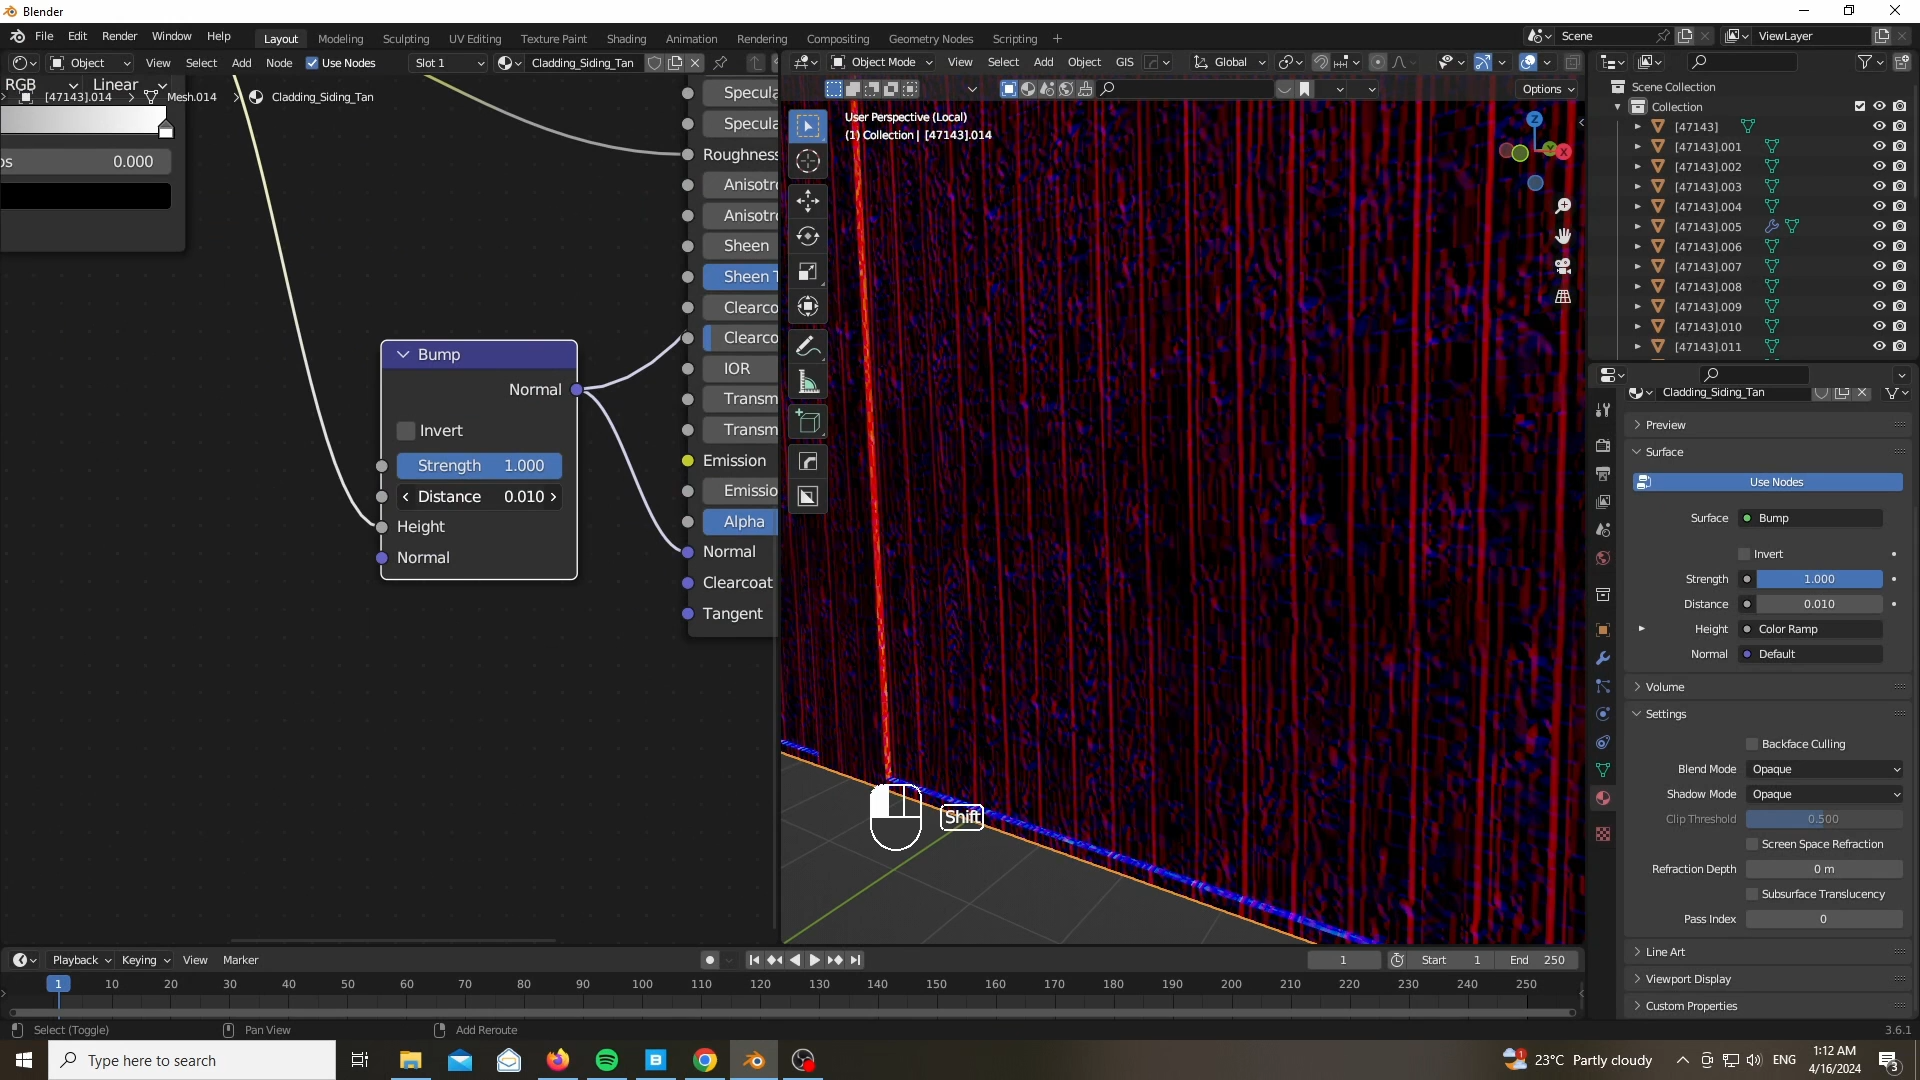 Blender
File Edit Render Window Help Layout Modeling Sculpting UV Editing Texture Paint Shading Animation Rendering Compositing Geometry Nodes Scripting
Scene ViewLayer
Object View Select Add Node Use Nodes Slot 1 Cladding_Siding_Tan
Object Mode View Select Add Object GIS Global
RGB Linear
[47143].014 Mesh.014 Cladding_Siding_Tan
0.000
Specula
Specula
Roughness
Anisotr
Anisotr
Sheen
Sheen T
Clearco
Clearco
IOR
Transm
Transm
Emission
Emissio
Alpha
Normal
Clearcoat
Tangent
Bump
Normal
Invert
Strength 1.000
Distance 0.010
Height
Normal
Options
User Perspective (Local)
(1) Collection | [47143].014
Z
Y
X
Shift
Scene Collection
Collection
[47143]
[47143].001
[47143].002
[47143].003
[47143].004
[47143].005
[47143].006
[47143].007
[47143].008
[47143].009
[47143].010
[47143].011
Cladding_Siding_Tan
Preview
Surface
Use Nodes
Surface Bump
Invert
Strength 1.000
Distance 0.010
Height Color Ramp
Normal Default
Volume
Settings
Backface Culling
Blend Mode Opaque
Shadow Mode Opaque
Clip Threshold 0.500
Screen Space Refraction
Refraction Depth 0 m
Subsurface Translucency
Pass Index 0
Line Art
Viewport Display
Custom Properties
Playback Keying View Marker
1 Start 1 End 250
1 10 20 30 40 50 60 70 80 90 100 110 120 130 140 150 160 170 180 190 200 210 220 230 240 250
Select (Toggle) Pan View Add Reroute
3.6.1
Type here to search
23°C Partly cloudy
ENG
1:12 AM
4/16/2024